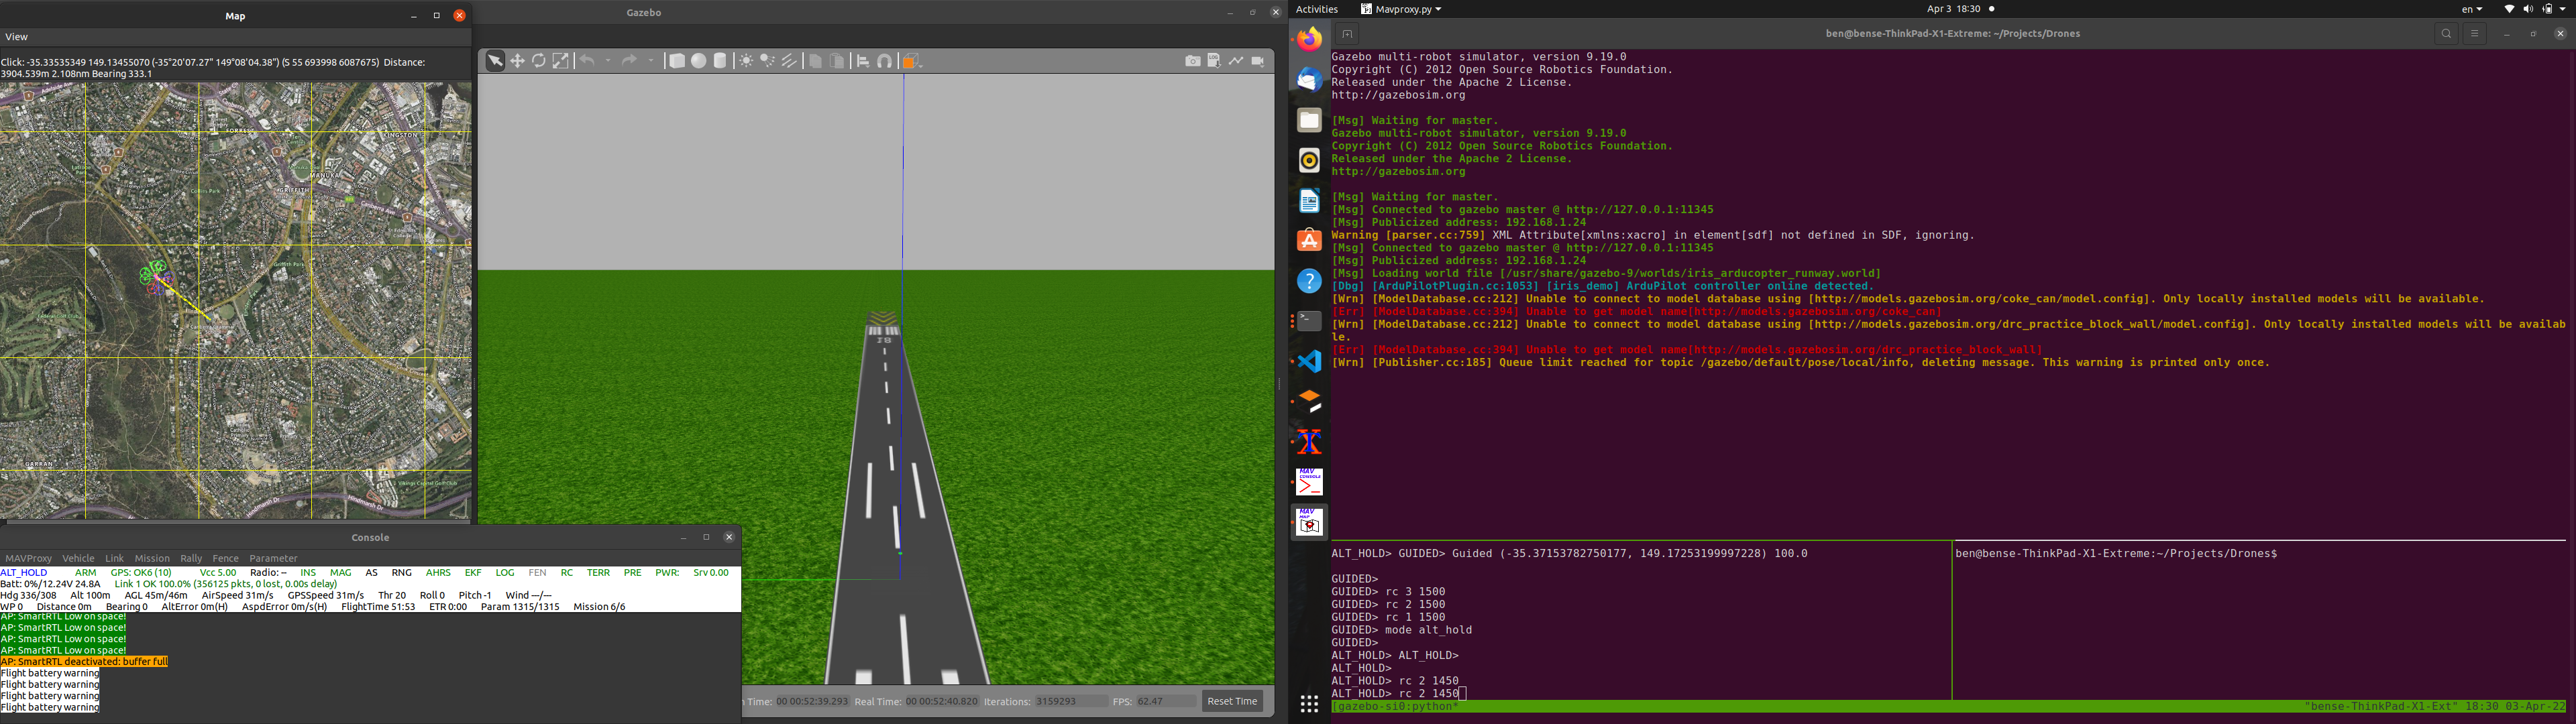 Map
View
Click: -35.33535349 149.13455070 (-35°20'07.27" 149°08'04.38") (S 55 693998 6087675) Distance:
3904.539m 2.108nm Bearing 333.1
FORREST
KINGSTON
MANUKA
GRIFFITH
Canberra Ave
GARRAN
Hindmarsh Dr
Hindmarsh Dr
Gazebo
Time: 00 00:52:39.293 Real Time: 00 00:52:40.820 Iterations: 3159293 FPS: 62.47 Reset Time
Console
MAVProxy Vehicle Link Mission Rally Fence Parameter
ALT_HOLD ARM GPS: OK6 (10) Vcc 5.00 Radio: -- INS MAG AS RNG AHRS EKF LOG FEN RC TERR PRE PWR: Srv 0.00
Batt: 0%/12.24V 24.8A Link 1 OK 100.0% (356125 pkts, 0 lost, 0.00s delay)
Hdg 336/308 Alt 100m AGL 45m/46m AirSpeed 31m/s GPSSpeed 31m/s Thr 20 Roll 0 Pitch -1 Wind ---/---
WP 0 Distance 0m Bearing 0 AltError 0m(H) AspdError 0m/s(H) FlightTime 51:53 ETR 0:00 Param 1315/1315 Mission 6/6
AP: SmartRTL Low on space!
AP: SmartRTL Low on space!
AP: SmartRTL Low on space!
AP: SmartRTL Low on space!
AP: SmartRTL deactivated: buffer full
Flight battery warning
Flight battery warning
Flight battery warning
Flight battery warning
Activities Mavproxy.py Apr 3 18:30 en
ben@bense-ThinkPad-X1-Extreme: ~/Projects/Drones
Gazebo multi-robot simulator, version 9.19.0
Copyright (C) 2012 Open Source Robotics Foundation.
Released under the Apache 2 License.
http://gazebosim.org
[Msg] Waiting for master.
Gazebo multi-robot simulator, version 9.19.0
Copyright (C) 2012 Open Source Robotics Foundation.
Released under the Apache 2 License.
http://gazebosim.org
[Msg] Waiting for master.
[Msg] Connected to gazebo master @ http://127.0.0.1:11345
[Msg] Publicized address: 192.168.1.24
Warning [parser.cc:759] XML Attribute[xmlns:xacro] in element[sdf] not defined in SDF, ignoring.
[Msg] Connected to gazebo master @ http://127.0.0.1:11345
[Msg] Publicized address: 192.168.1.24
[Msg] Loading world file [/usr/share/gazebo-9/worlds/iris_arducopter_runway.world]
[Dbg] [ArduPilotPlugin.cc:1053] [iris_demo] ArduPilot controller online detected.
[Wrn] [ModelDatabase.cc:212] Unable to connect to model database using [http://models.gazebosim.org/coke_can/model.config]. Only locally installed models will be available.
[Err] [ModelDatabase.cc:394] Unable to get model name[http://models.gazebosim.org/coke_can]
[Wrn] [ModelDatabase.cc:212] Unable to connect to model database using [http://models.gazebosim.org/drc_practice_block_wall/model.config]. Only locally installed models will be availab
le.
[Err] [ModelDatabase.cc:394] Unable to get model name[http://models.gazebosim.org/drc_practice_block_wall]
[Wrn] [Publisher.cc:185] Queue limit reached for topic /gazebo/default/pose/local/info, deleting message. This warning is printed only once.
ALT_HOLD> GUIDED> Guided (-35.37153782750177, 149.17253199997228) 100.0
GUIDED>
GUIDED> rc 3 1500
GUIDED> rc 2 1500
GUIDED> rc 1 1500
GUIDED> mode alt_hold
GUIDED>
ALT_HOLD> ALT_HOLD>
ALT_HOLD>
ALT_HOLD> rc 2 1450
ALT_HOLD> rc 2 1450
ben@bense-ThinkPad-X1-Extreme:~/Projects/Drones$
[gazebo-si0:python* "bense-ThinkPad-X1-Ext" 18:30 03-Apr-22